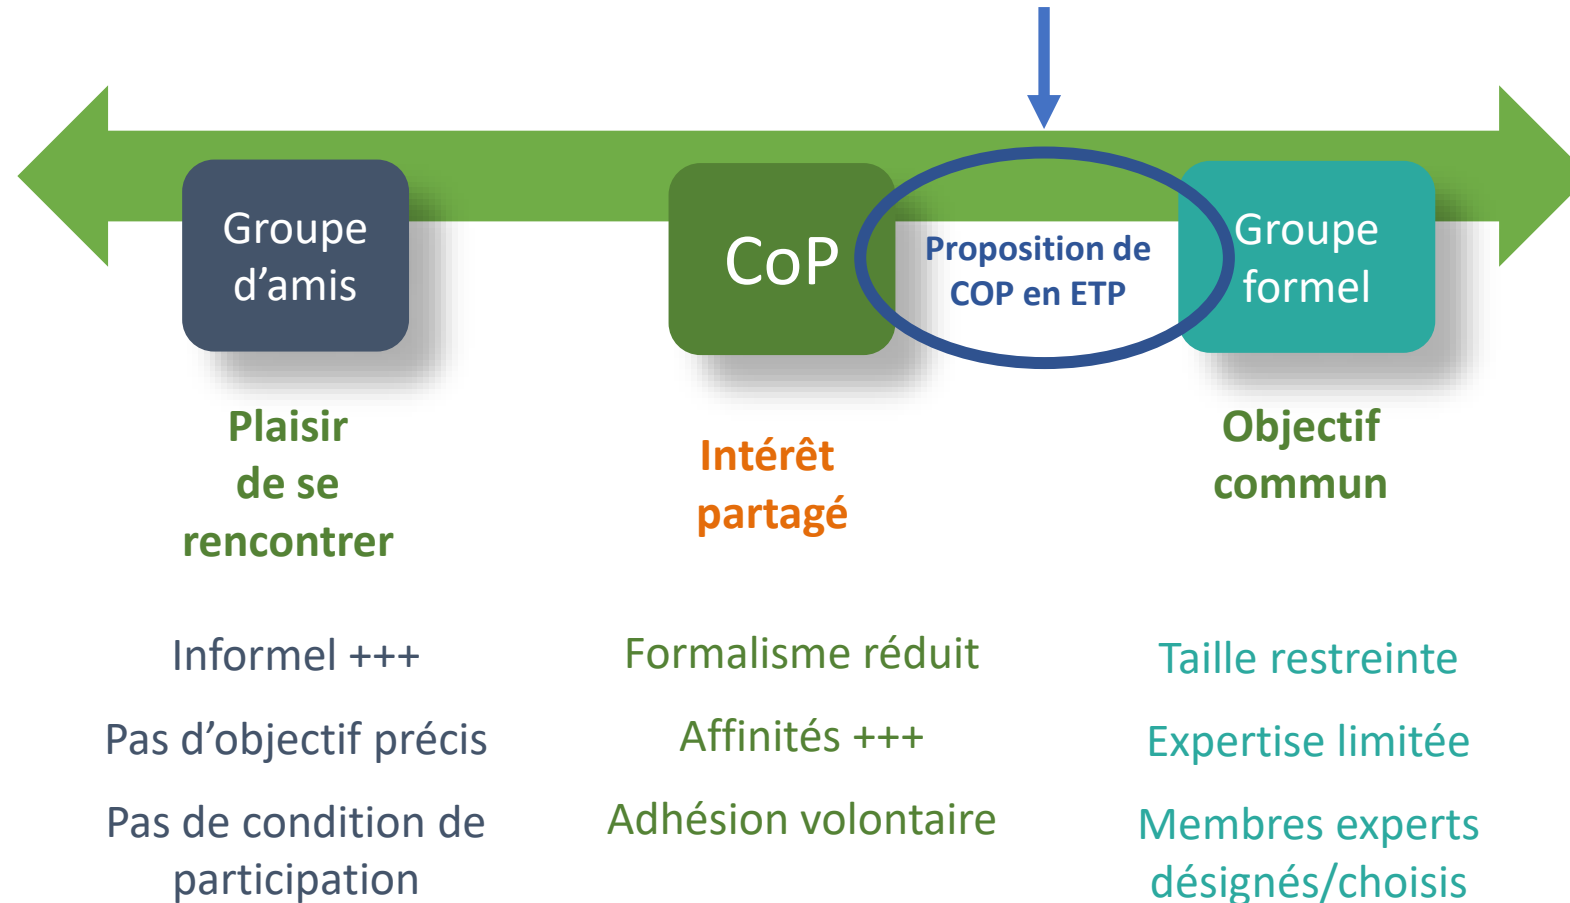 Groupe
d’amis
CoP
Proposition de
COP en ETP
Groupe
formel
Plaisir
de se
rencontrer
Intérêt
partagé
Objectif
commun
Informel +++
Pas d’objectif précis
Pas de condition de
participation
Formalisme réduit
Affinités +++
Adhésion volontaire
Taille restreinte
Expertise limitée
Membres experts
désignés/choisis